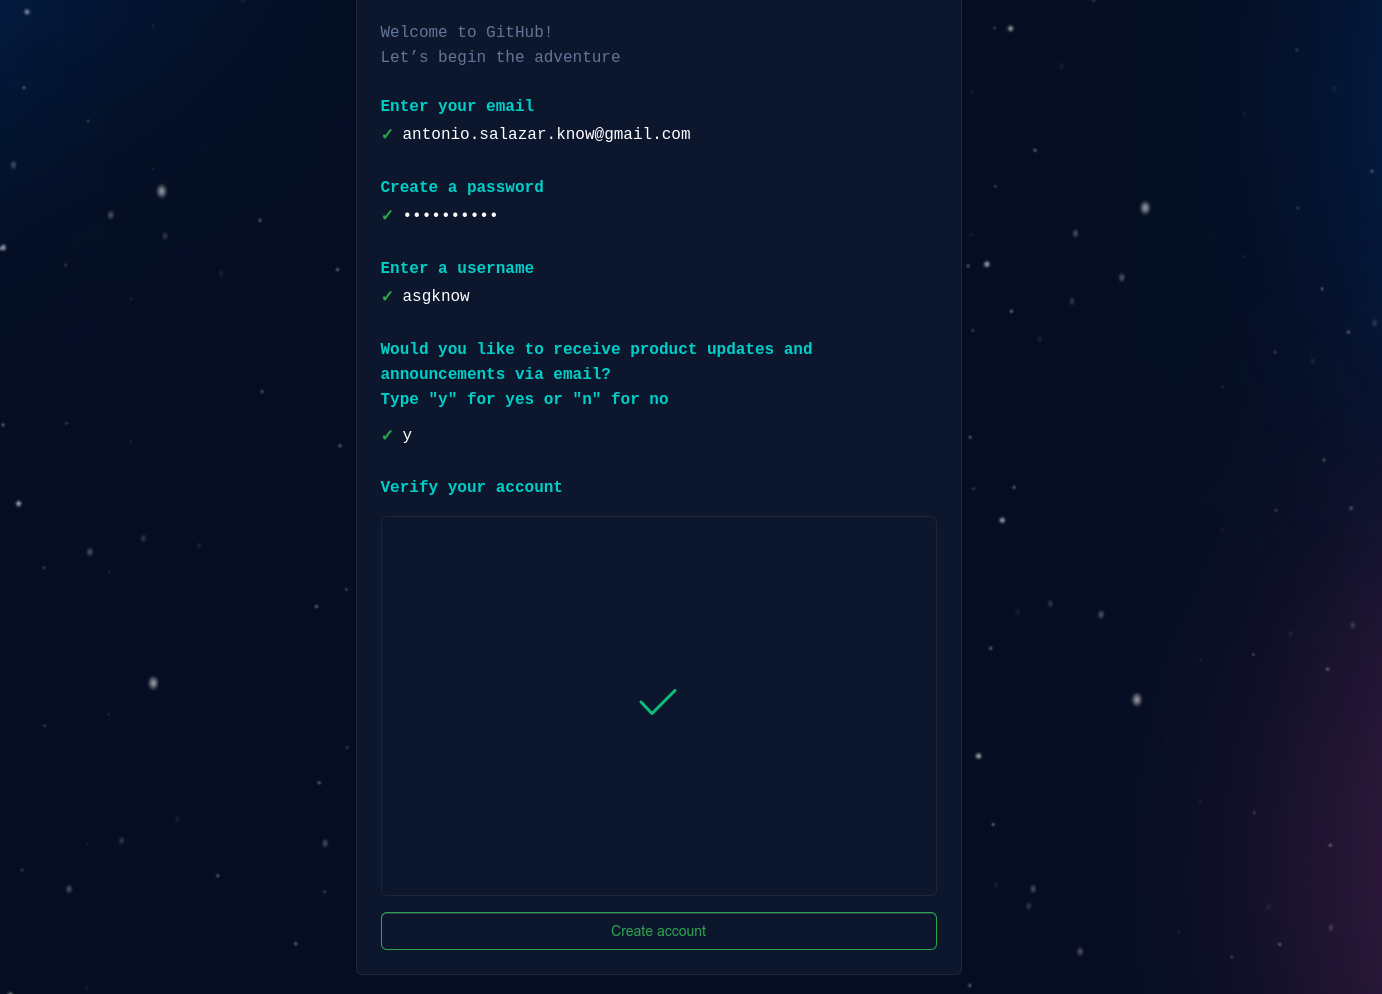 Welcome to GitHub!
Let’s begin the adventure
Enter your email
✓ antonio.salazar.know@gmail.com
Create a password
✓ ••••••••••
Enter a username
✓ asgknow
Would you like to receive product updates and
announcements via email?
Type "y" for yes or "n" for no
✓ y
Verify your account
Create account